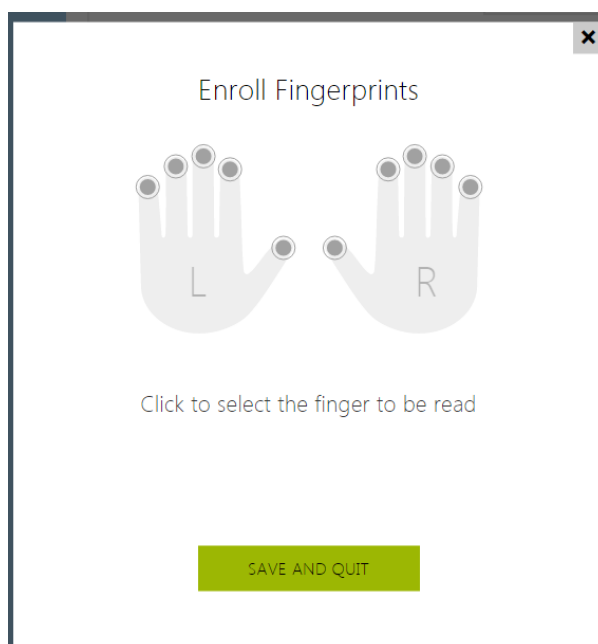 Enroll Fingerprints
L R
Click to select the finger to be read
SAVE AND QUIT